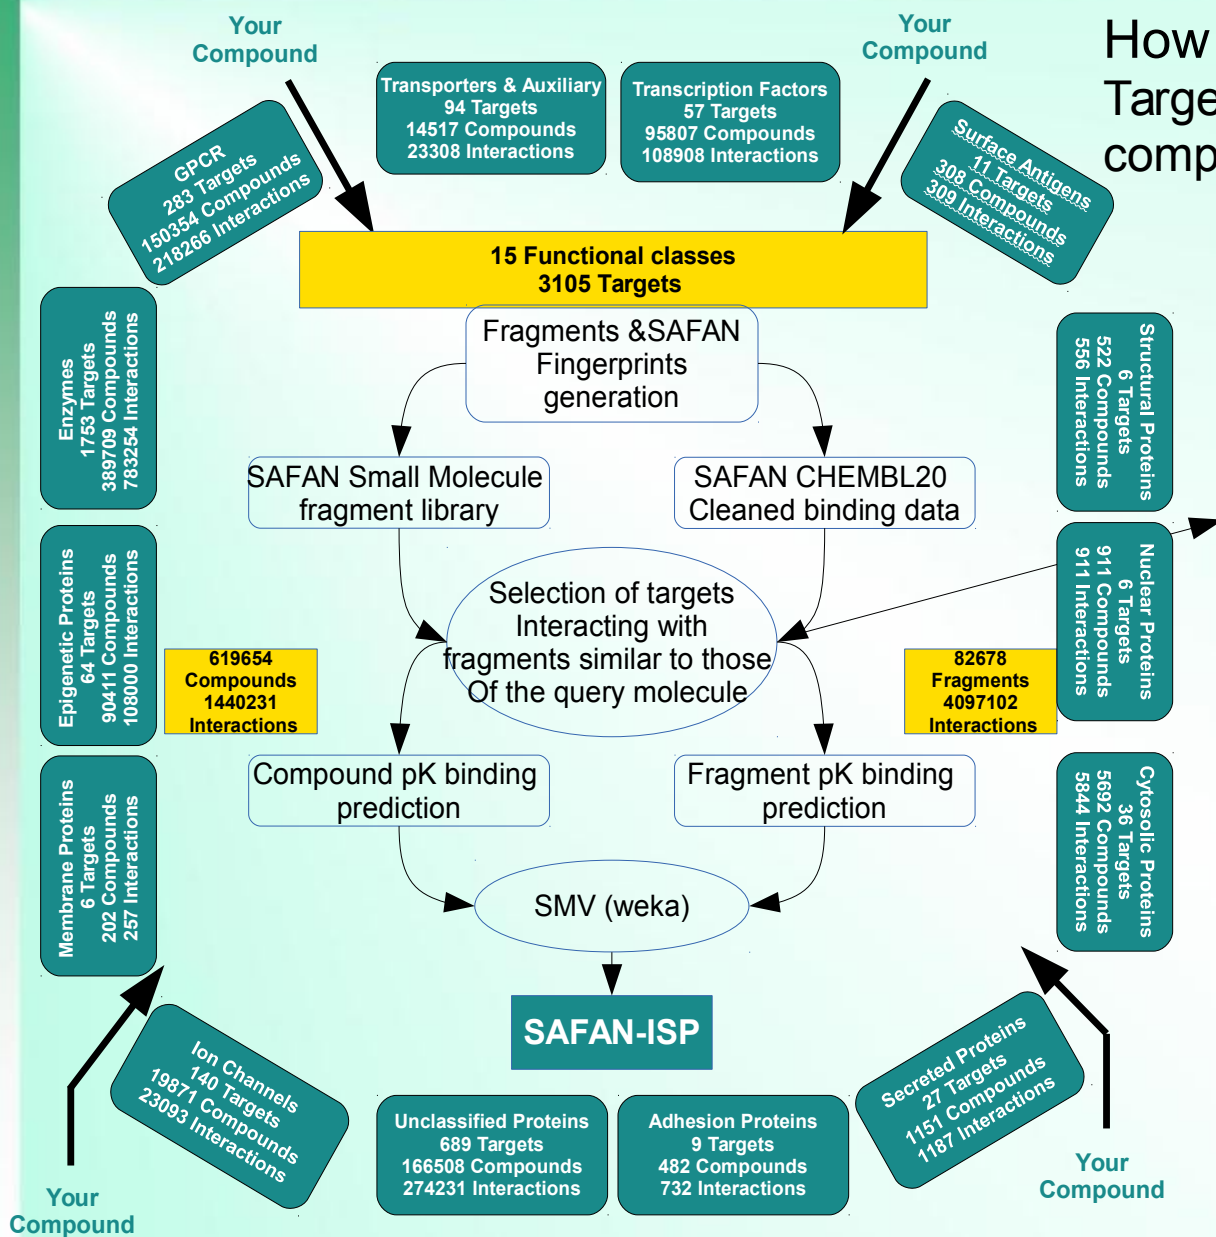 Your
Compound
Your
Compound
How
Targe
comp
Transporters & Auxiliary
94 Targets
14517 Compounds
23308 Interactions
Transcription Factors
57 Targets
95807 Compounds
108908 Interactions
GPCR
283 Targets
150354 Compounds
218266 Interactions
Surface Antigens
11 Targets
308 Compounds
309 Interactions
15 Functional classes
3105 Targets
Fragments &SAFAN
Fingerprints
generation
Enzymes
1753 Targets
389709 Compounds
783254 Interactions
Structural Proteins
6 Targets
522 Compounds
556 Interactions
SAFAN Small Molecule
fragment library
SAFAN CHEMBL20
Cleaned binding data
Epigenetic Proteins
64 Targets
90411 Compounds
108000 Interactions
Nuclear Proteins
6 Targets
911 Compounds
911 Interactions
Selection of targets
Interacting with
fragments similar to those
Of the query molecule
619654
Compounds
1440231
Interactions
82678
Fragments
4097102
Interactions
Compound pK binding
prediction
Fragment pK binding
prediction
Membrane Proteins
6 Targets
202 Compounds
257 Interactions
Cytosolic Proteins
36 Targets
5692 Compounds
5844 Interactions
SMV (weka)
SAFAN-ISP
Ion Channels
140 Targets
19871 Compounds
23093 Interactions
Secreted Proteins
27 Targets
1151 Compounds
1187 Interactions
Unclassified Proteins
689 Targets
166508 Compounds
274231 Interactions
Adhesion Proteins
9 Targets
482 Compounds
732 Interactions
Your
Compound
Your
Compound